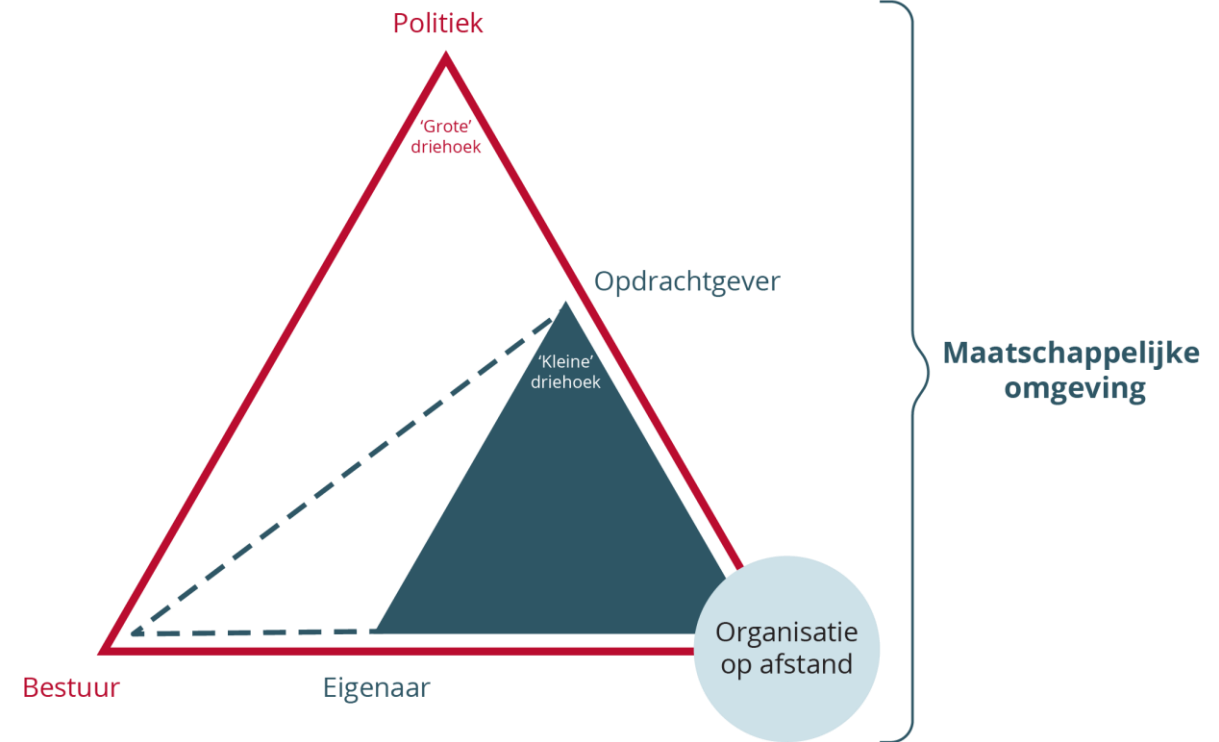 Politiek
‘Grote’
driehoek
Opdrachtgever
‘Kleine’
driehoek
Maatschappelijke
omgeving
Organisatie
op afstand
Bestuur
Eigenaar